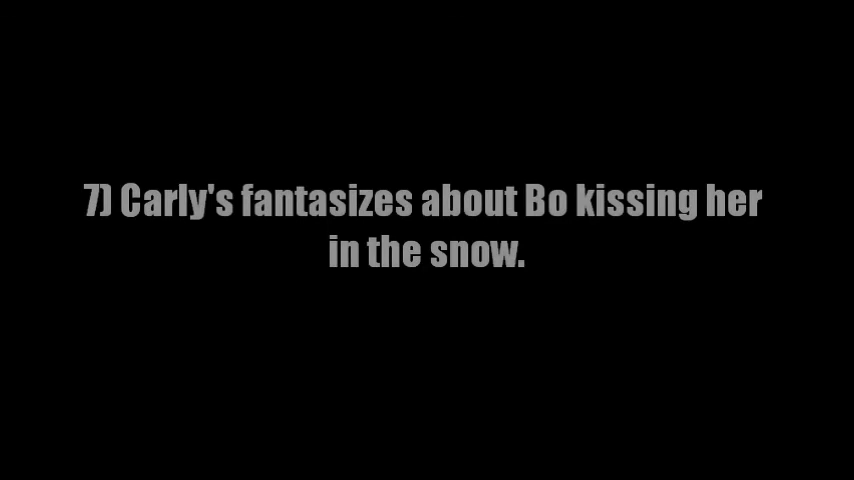 7) Carly's fantasizes about Bo kissing her
in the snow.